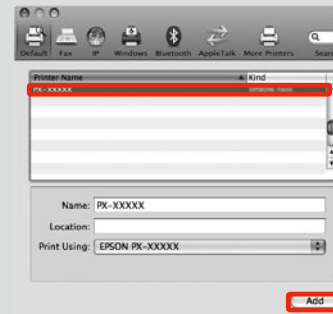 Default Fax IP Windows Bluetooth AppleTalk More Printers Sear
Printer Name Kind
PX-XXXXX
Name: PX-XXXXX
Location:
Print Using: EPSON PX-XXXXX
Add